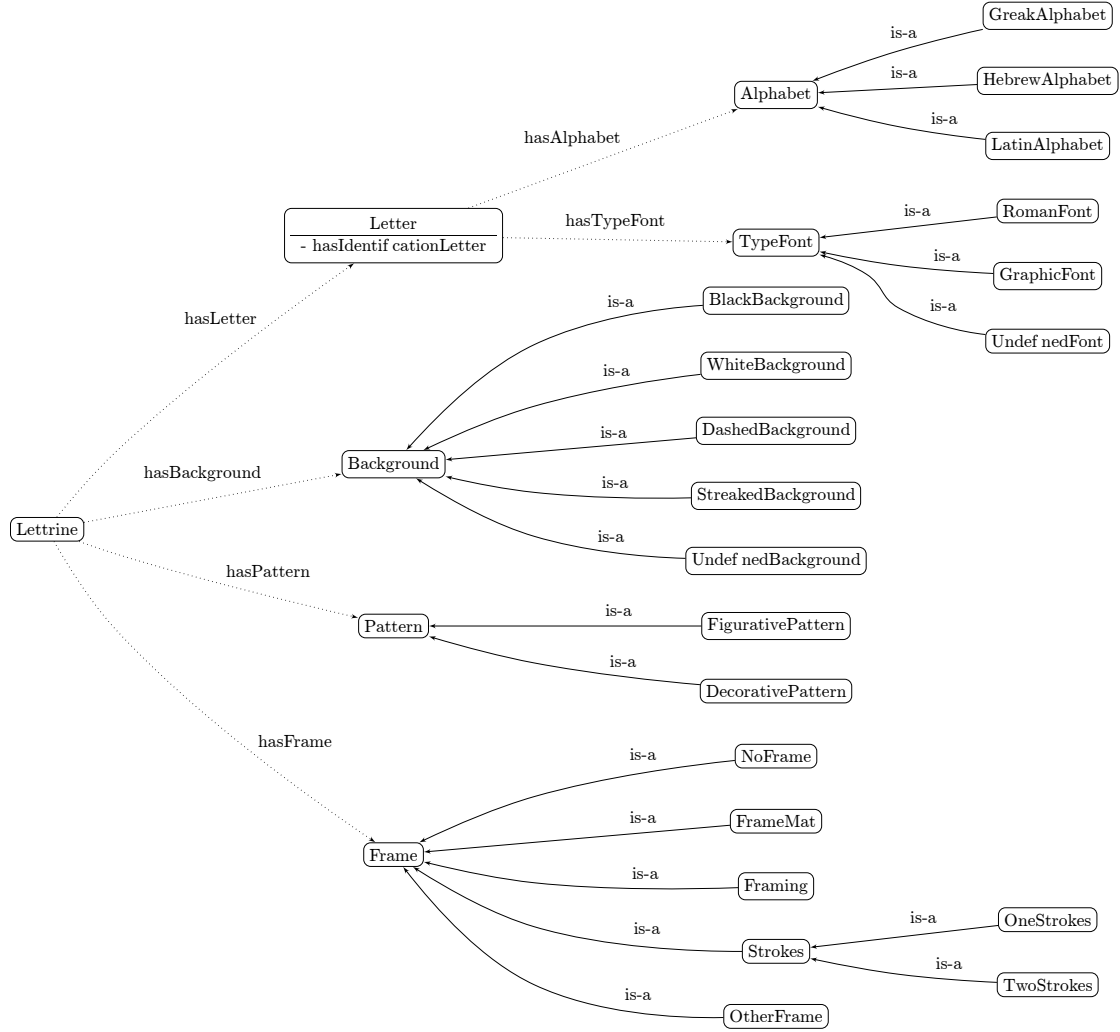 GreakAlphabet
is-a
HebrewAlphabet
is-a
Alphabet
is-a
LatinAlphabet
hasAlphabet
Letter
- hasIdentif cationLetter
hasTypeFont
TypeFont
is-a
RomanFont
is-a
GraphicFont
is-a
Undef nedFont
hasLetter
is-a
BlackBackground
is-a
WhiteBackground
is-a
DashedBackground
hasBackground
Background
is-a
StreakedBackground
is-a
Undef nedBackground
Lettrine
hasPattern
Pattern
is-a
FigurativePattern
is-a
DecorativePattern
hasFrame
is-a
NoFrame
is-a
FrameMat
Frame
is-a
Framing
is-a
Strokes
is-a
OneStrokes
is-a
TwoStrokes
is-a
OtherFrame